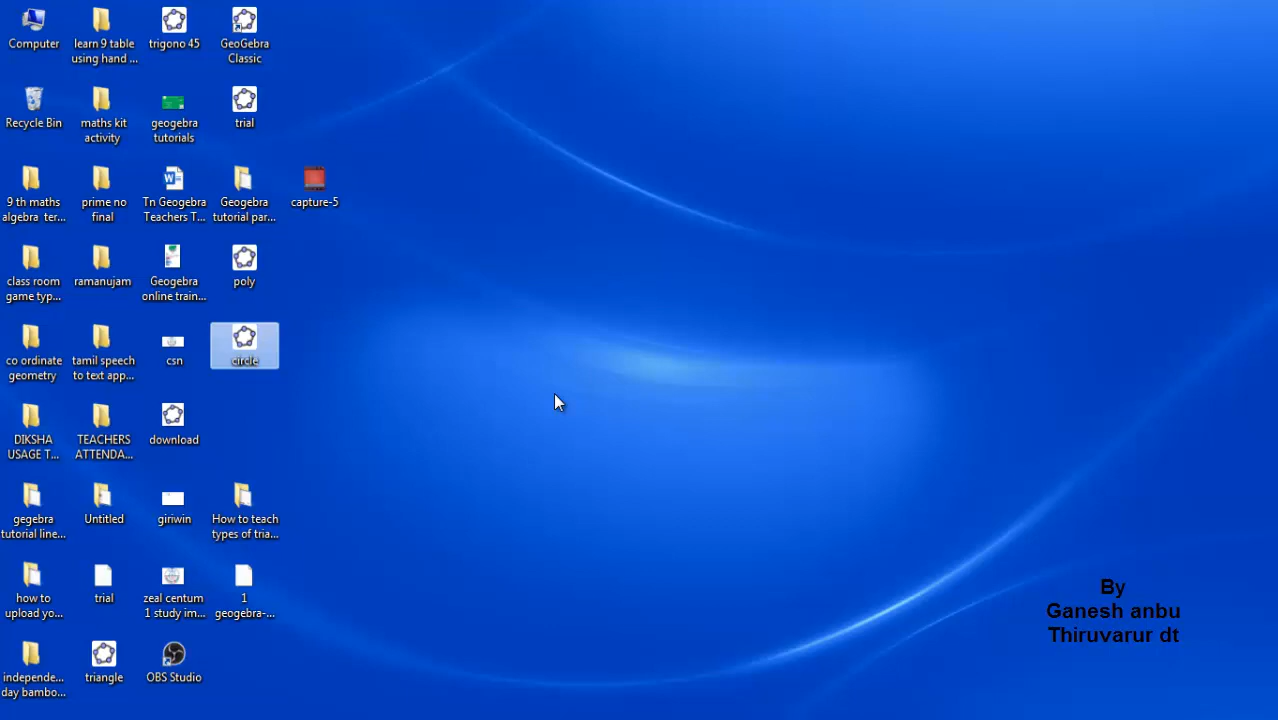 Computer
learn 9 table
using hand ...
trigono 45
GeoGebra
Classic
Recycle Bin
maths kit
activity
geogebra
tutorials
trial
9 th maths
algebra ter...
prime no
final
Tn Geogebra
Teachers T...
Geogebra
tutorial par...
capture-5
class room
game typ...
ramanujam
Geogebra
online train...
poly
co ordinate
geometry
tamil speech
to text app...
csn
circle
DIKSHA
USAGE T...
TEACHERS
ATTENDA...
download
gegebra
tutorial line...
Untitled
giriwin
How to teach
types of tria...
how to
upload yo...
trial
zeal centum
1 study im...
1
geogebra-...
independe...
day bambo...
triangle
OBS Studio
By
Ganesh anbu
Thiruvarur dt